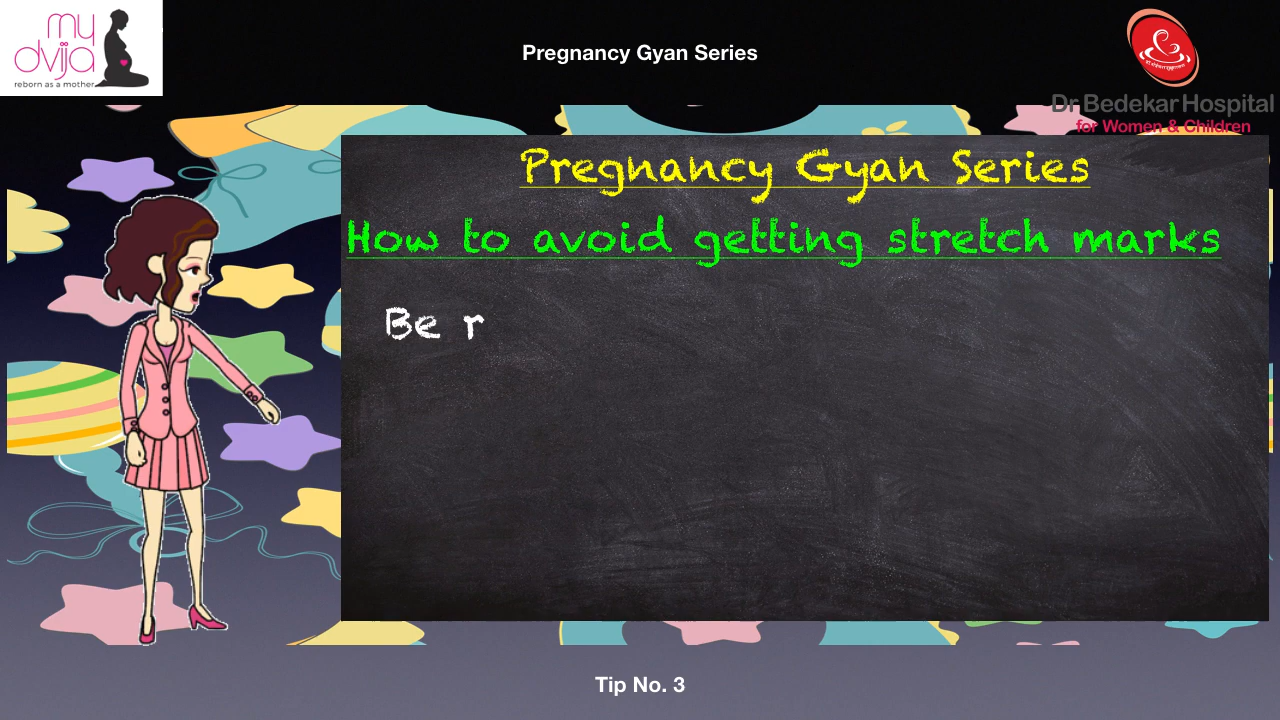 my
dvija
reborn as a mother
Pregnancy Gyan Series
Dr Bedekar Hospital
for Women & Children
Pregnancy Gyan Series
How to avoid getting stretch marks
Be r
Tip No. 3